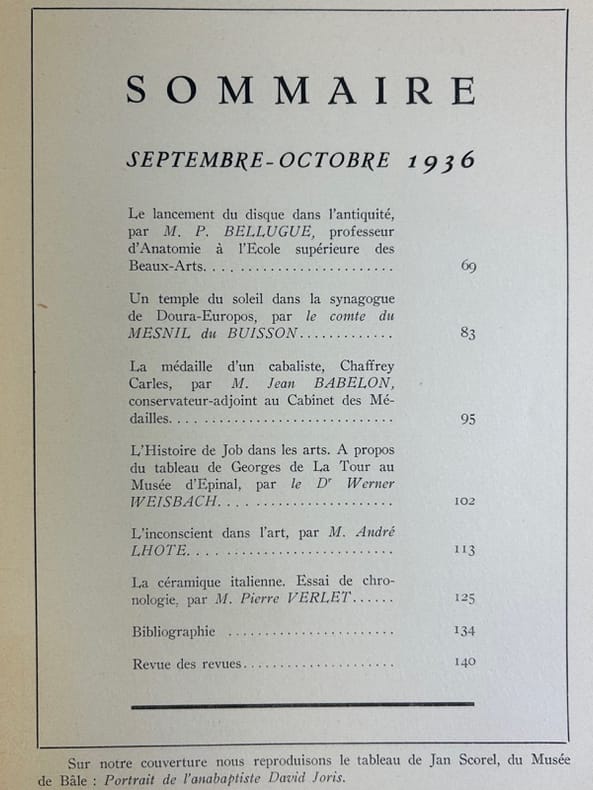 SOMMAIRE
SEPTEMBRE-OCTOBRE 1936
Le lancement du disque dans l'antiquité,
par M. P. BELLUGUE, professeur
d'Anatomie à l'Ecole supérieure des
Beaux-Arts. . . . . . . . . . . . . . . . . . . . . . . . . 69
Un temple du soleil dans la synagogue
de Doura-Europos, par le comte du
MESNIL du BUISSON. . . . . . . . . . . . . 83
La médaille d'un cabaliste, Chaffrey
Carles, par M. Jean BABELON,
conservateur-adjoint au Cabinet des Mé-
dailles. . . . . . . . . . . . . . . . . . . . . . . . . . . . 95
L'Histoire de Job dans les arts. A propos
du tableau de Georges de La Tour au
Musée d'Epinal, par le Dr Werner
WEISBACH. . . . . . . . . . . . . . . . . . . . . . . 102
L'inconscient dans l'art, par M. André
LHOTE. . . . . . . . . . . . . . . . . . . . . . . . . . . 113
La céramique italienne. Essai de chro-
nologie, par M. Pierre VERLET. . . . . . 125
Bibliographie . . . . . . . . . . . . . . . . . . . . . . . 134
Revue des revues. . . . . . . . . . . . . . . . . . . . . 140
Sur notre couverture nous reproduisons le tableau de Jan Scorel, du Musée
de Bâle : Portrait de l'anabaptiste David Joris.